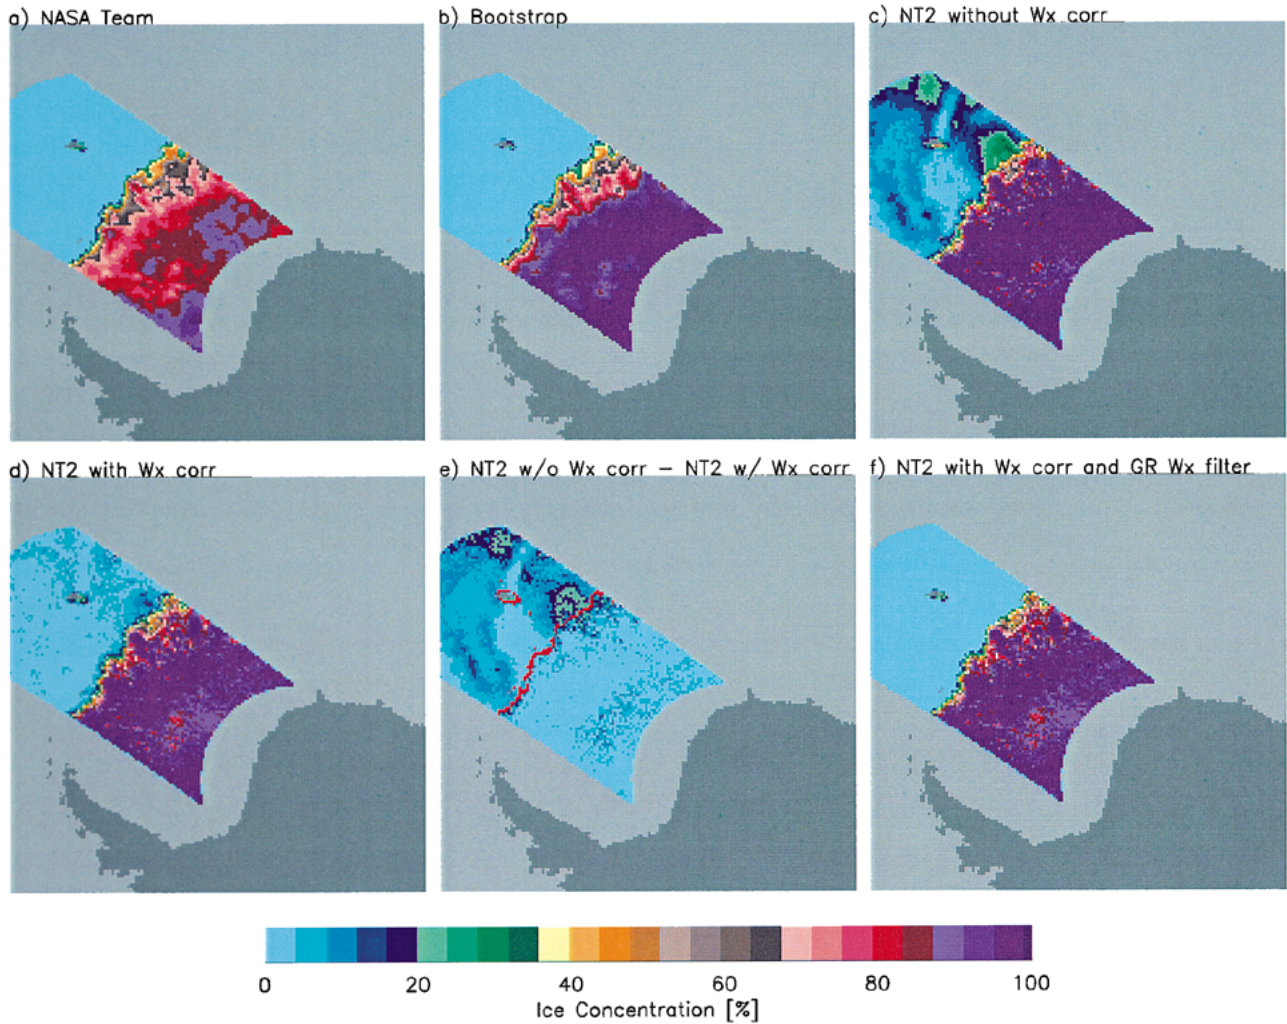 a) NASA Team
b) Bootstrap
c) NT2 without Wx corr
d) NT2 with Wx corr
e) NT2 w/o Wx corr – NT2 w/ Wx corr
f) NT2 with Wx corr and GR Wx filter
0 20 40 60 80 100
Ice Concentration [%]